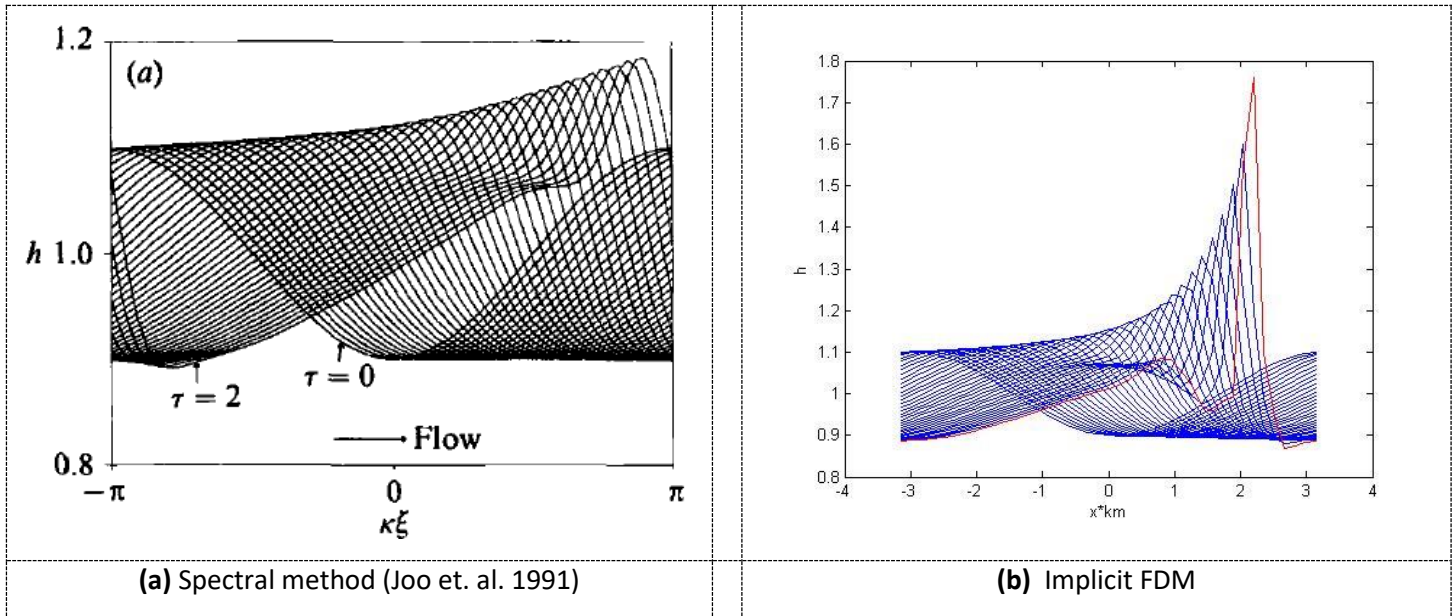 1.2
(a)
h 1.0
τ = 0
τ = 2
Flow
0.8
−π
0
π
κξ
1.8
1.7
1.6
1.5
1.4
1.3
1.2
1.1
1
0.9
0.8
h
-4
-3
-2
-1
0
1
2
3
4
x*km
(a) Spectral method (Joo et. al. 1991)
(b) Implicit FDM